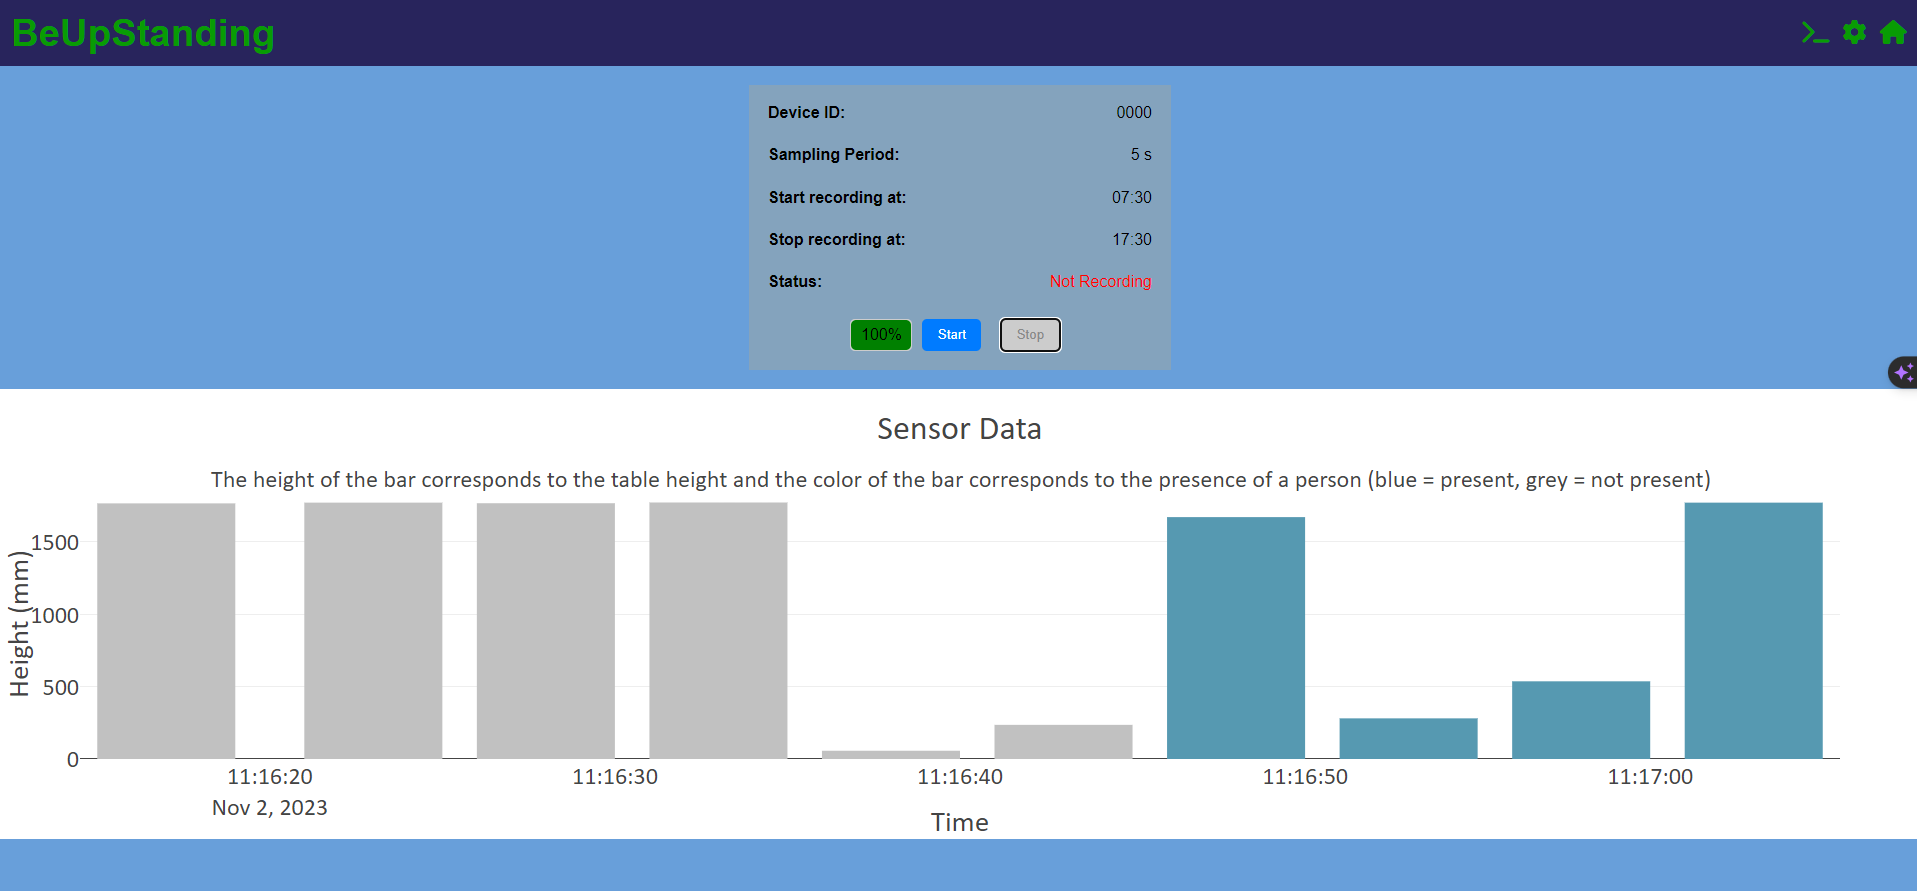 BeUpStanding
Device ID: 0000
Sampling Period: 5 s
Start recording at: 07:30
Stop recording at: 17:30
Status: Not Recording
100% Start Stop
Sensor Data
The height of the bar corresponds to the table height and the color of the bar corresponds to the presence of a person (blue = present, grey = not present)
Height (mm)
1500
1000
500
0
11:16:20 11:16:30 11:16:40 11:16:50 11:17:00
Nov 2, 2023
Time